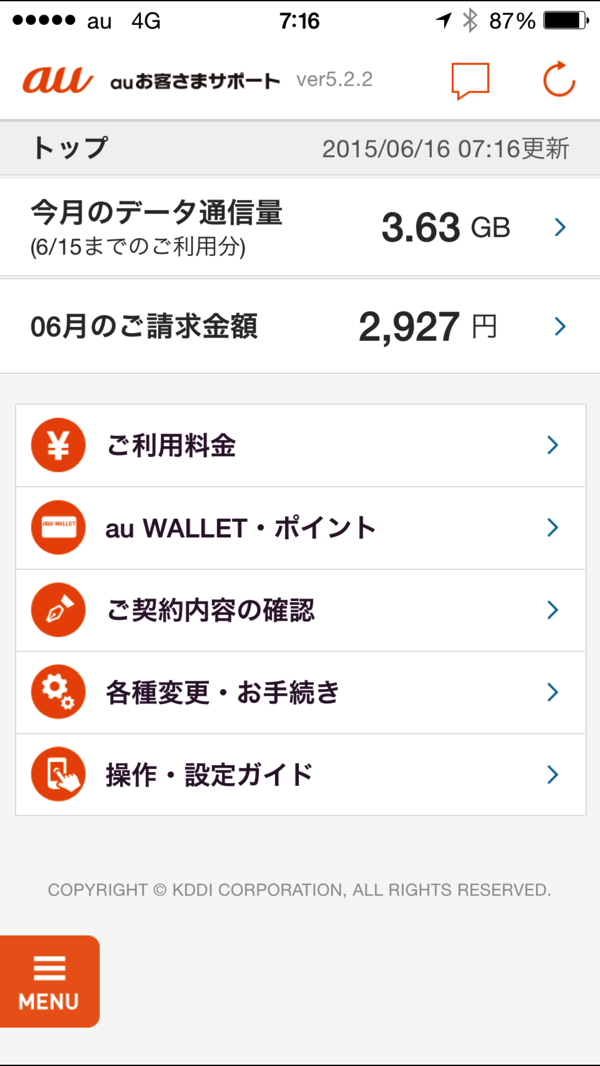 au 4G 7:16 87%
au auお客さまサポート ver5.2.2
トップ 2015/06/16 07:16更新
今月のデータ通信量 3.63 GB
(6/15までのご利用分)
06月のご請求金額 2,927 円
¥ ご利用料金
au WALLET au WALLET・ポイント
ご契約内容の確認
各種変更・お手続き
操作・設定ガイド
COPYRIGHT © KDDI CORPORATION, ALL RIGHTS RESERVED.
MENU